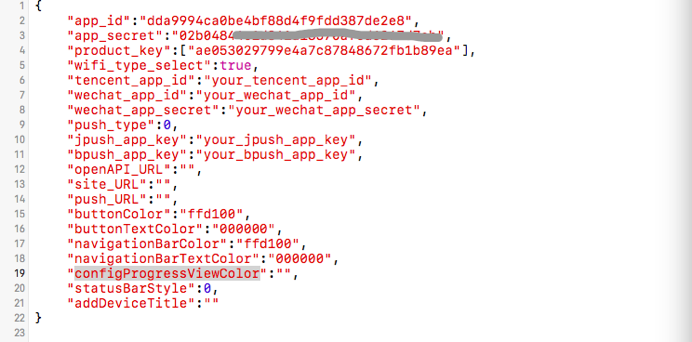 1 {
2 "app_id":"dda9994ca0be4bf88d4f9fdd387de2e8",
3 "app_secret":"02b0484
4 "product_key":["ae053029799e4a7c87848672fb1b89ea"],
5 "wifi_type_select":true,
6 "tencent_app_id":"your_tencent_app_id",
7 "wechat_app_id":"your_wechat_app_id",
8 "wechat_app_secret":"your_wechat_app_secret",
9 "push_type":0,
10 "jpush_app_key":"your_jpush_app_key",
11 "bpush_app_key":"your_bpush_app_key",
12 "openAPI_URL":"",
13 "site_URL":"",
14 "push_URL":"",
15 "buttonColor":"ffd100",
16 "buttonTextColor":"000000",
17 "navigationBarColor":"ffd100",
18 "navigationBarTextColor":"000000",
19 "configProgressViewColor":"",
20 "statusBarStyle":0,
21 "addDeviceTitle":""
22 }
23